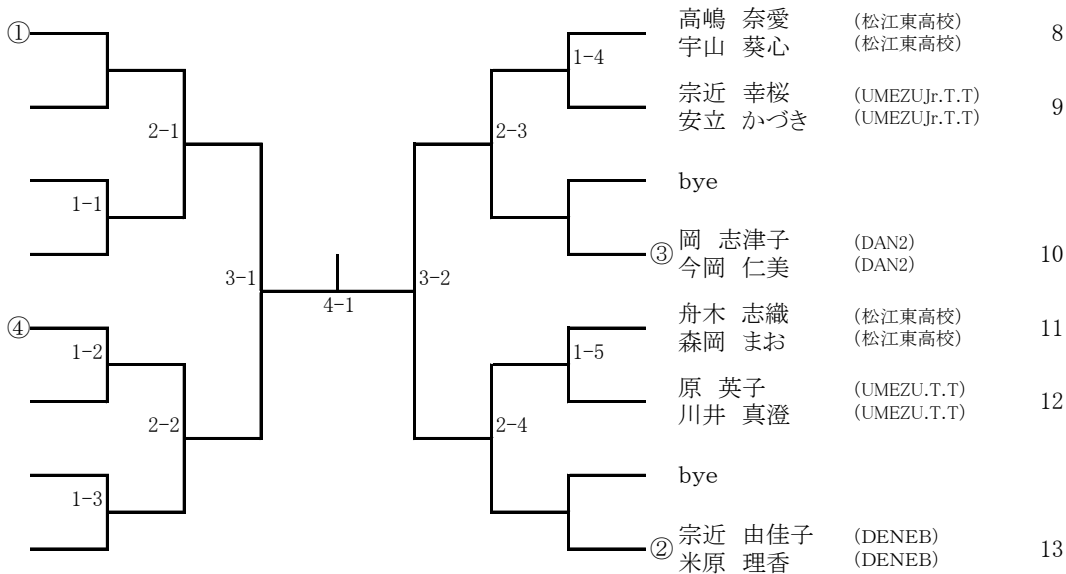 ①
2-1
1-1
3-1
④
1-2
2-2
1-3
4-1
3-2
1-4
2-3
1-5
2-4
高嶋 奈愛 (松江東高校) 8
宇山 葵心 (松江東高校)
宗近 幸桜 (UMEZUJr.T.T) 9
安立 かづき (UMEZUJr.T.T)
bye
③ 岡 志津子 (DAN2) 10
今岡 仁美 (DAN2)
舟木 志織 (松江東高校) 11
森岡 まお (松江東高校)
原 英子 (UMEZU.T.T) 12
川井 真澄 (UMEZU.T.T)
bye
② 宗近 由佳子 (DENEB) 13
米原 理香 (DENEB)